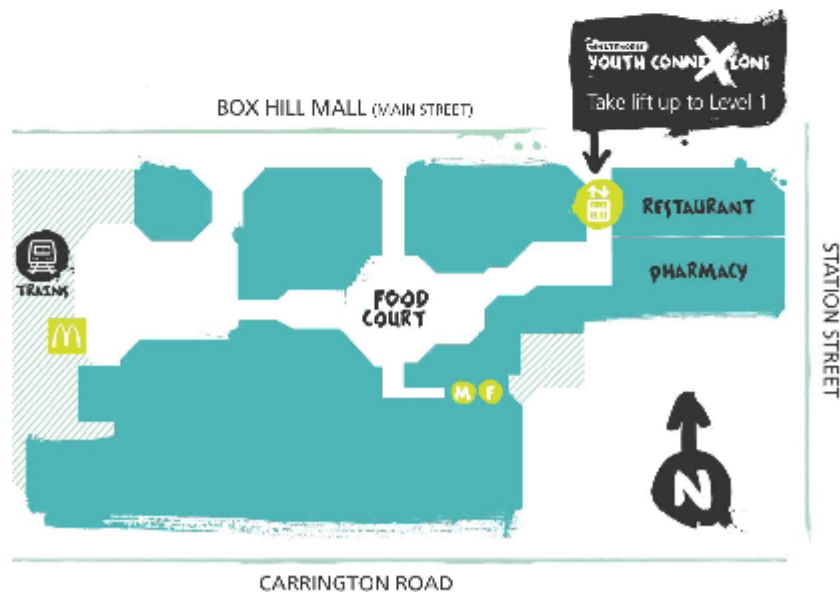 YOUTH CONNEXIONS
Take lift up to Level 1
BOX HILL MALL (MAIN STREET)
RESTAURANT
TRAINS
PHARMACY
FOOD
COURT
STATION STREET
M F
N
CARRINGTON ROAD